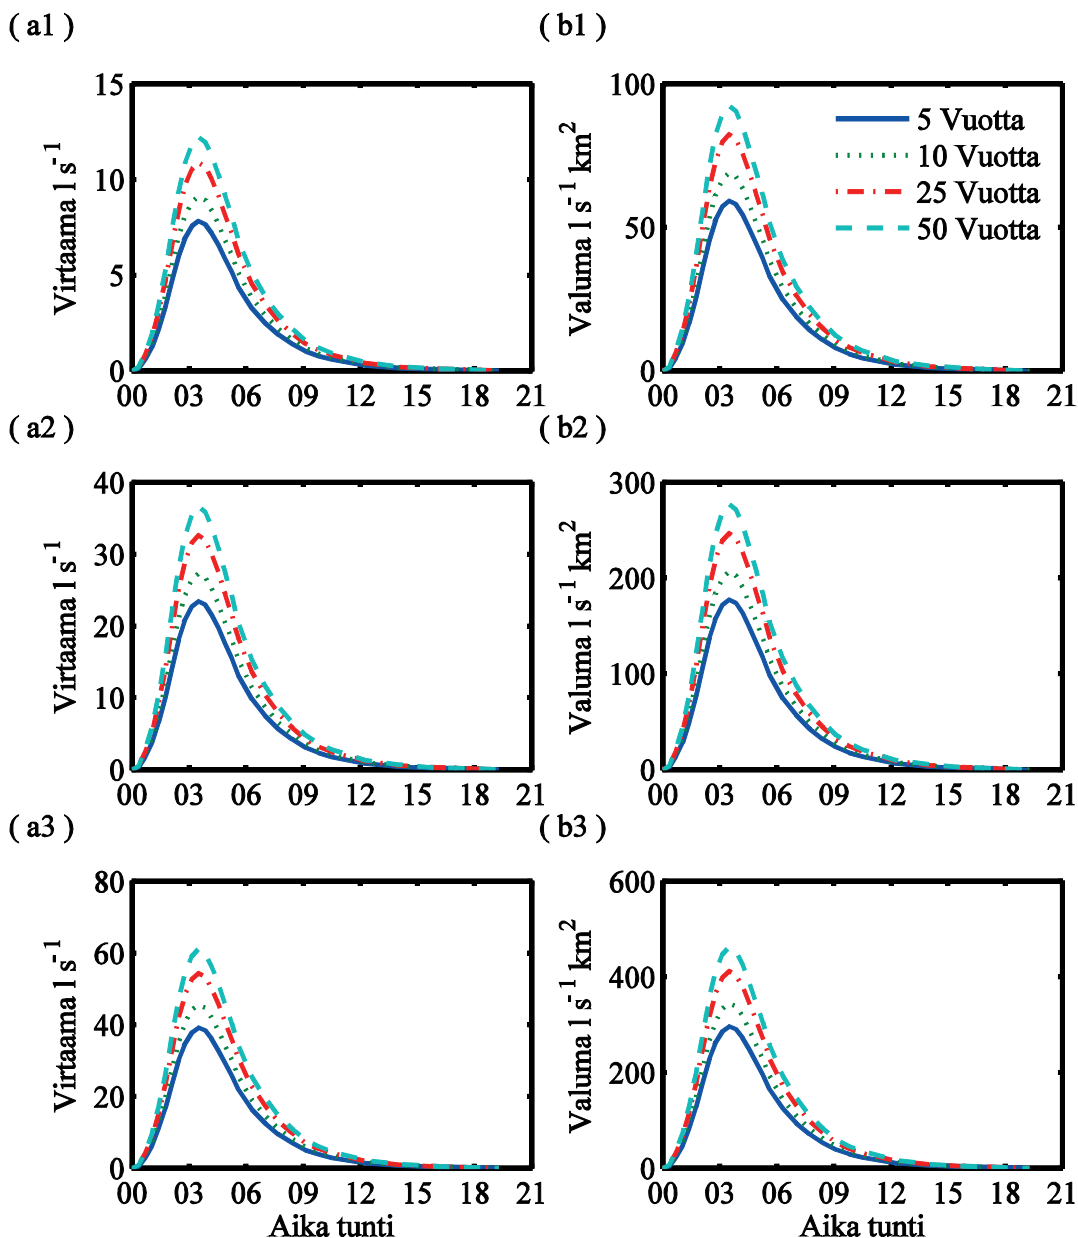 ( a1 )
( b1 )
Virtaama l s⁻¹
15
10
5
0
00 03 06 09 12 15 18 21
Valuma l s⁻¹ km²
100
50
0
5 Vuotta
10 Vuotta
25 Vuotta
50 Vuotta
00 03 06 09 12 15 18 21
( a2 )
( b2 )
Virtaama l s⁻¹
40
30
20
10
0
00 03 06 09 12 15 18 21
Valuma l s⁻¹ km²
300
200
100
0
00 03 06 09 12 15 18 21
( a3 )
( b3 )
Virtaama l s⁻¹
80
60
40
20
0
00 03 06 09 12 15 18 21
Aika tunti
Valuma l s⁻¹ km²
600
400
200
0
00 03 06 09 12 15 18 21
Aika tunti